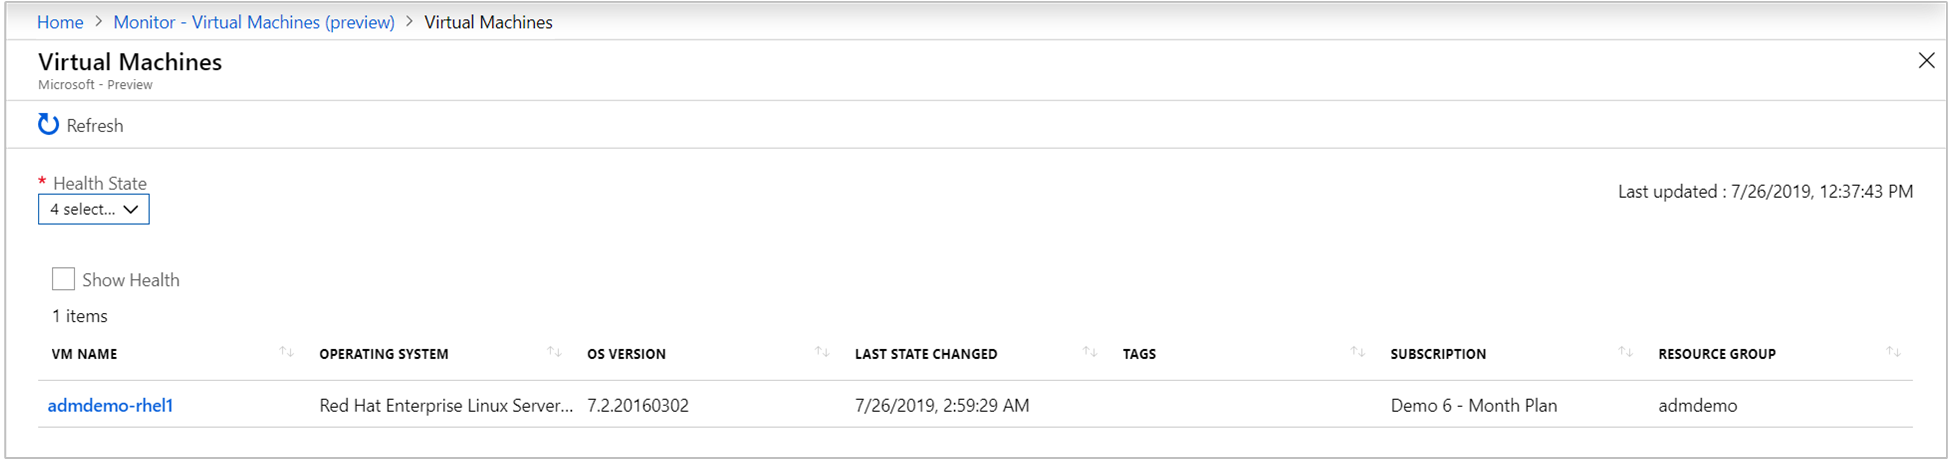 Home > Monitor - Virtual Machines (preview) > Virtual Machines
Virtual Machines
Microsoft - Preview
Refresh
* Health State
4 select...
Last updated : 7/26/2019, 12:37:43 PM
Show Health
1 items
VM NAME OPERATING SYSTEM OS VERSION LAST STATE CHANGED TAGS SUBSCRIPTION RESOURCE GROUP
admdemo-rhel1 Red Hat Enterprise Linux Server... 7.2.20160302 7/26/2019, 2:59:29 AM Demo 6 - Month Plan admdemo